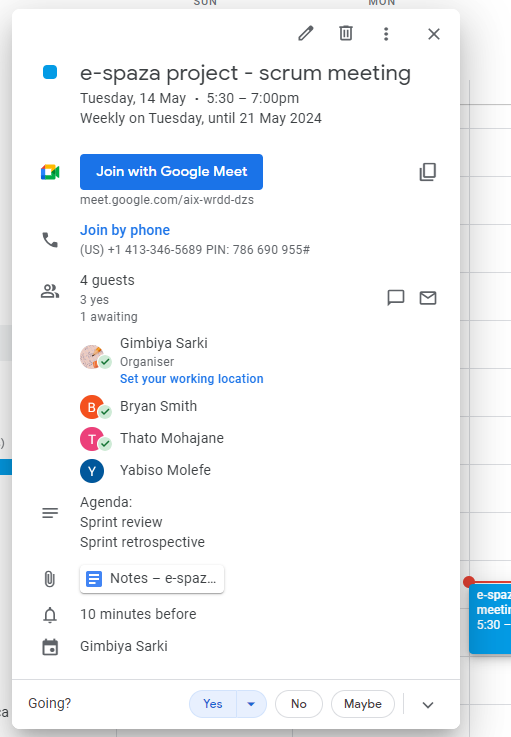 SUN MON
e-spaza project - scrum meeting
Tuesday, 14 May • 5:30 – 7:00pm
Weekly on Tuesday, until 21 May 2024
Join with Google Meet
meet.google.com/aix-wrdd-dzs
Join by phone
(US) +1 413-346-5689 PIN: 786 690 955#
4 guests
3 yes
1 awaiting
Gimbiya Sarki
Organiser
Set your working location
B Bryan Smith
T Thato Mohajane
Y Yabiso Molefe
Agenda:
Sprint review
Sprint retrospective
Notes – e-spaz...
10 minutes before
Gimbiya Sarki
Going?
Yes
No
Maybe
e-spaz
meetin
5:30 –
)
ca